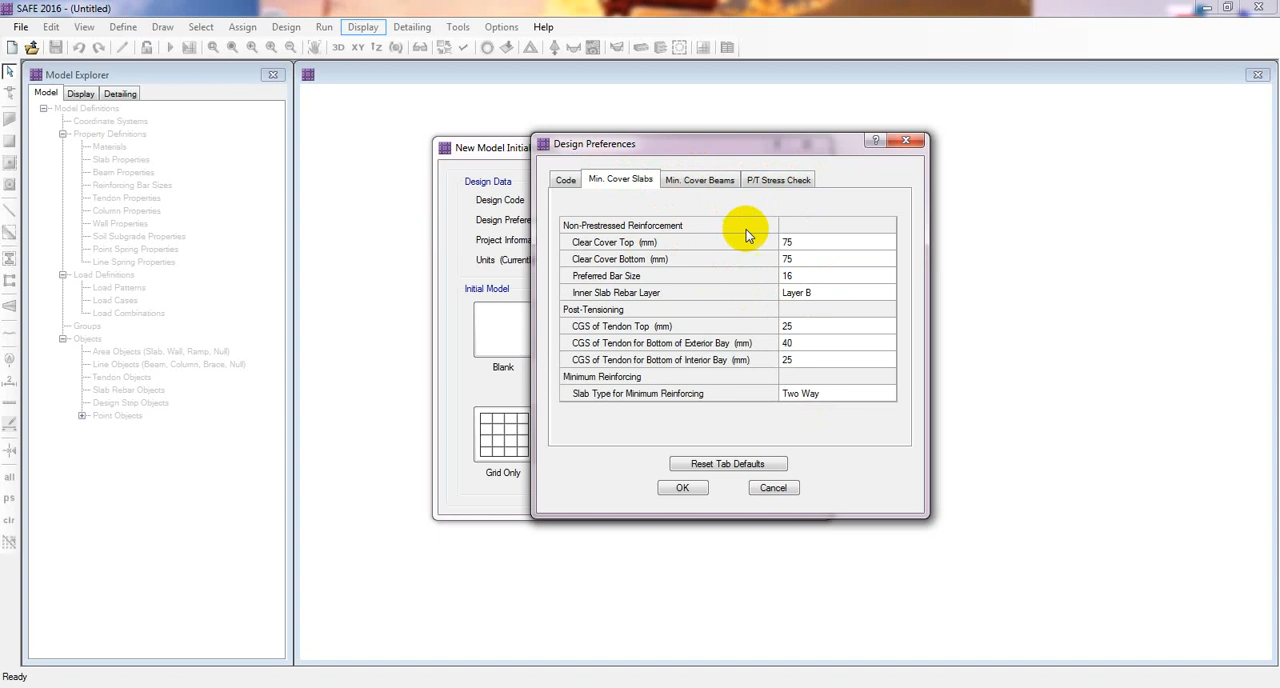 SAFE 2016 - (Untitled)
File Edit View Define Draw Select Assign Design Run Display Detailing Tools Options Help
3D XY
Model Explorer
Model Display Detailing
Model Definitions
Coordinate Systems
Property Definitions
Materials
Slab Properties
Beam Properties
Reinforcing Bar Sizes
Tendon Properties
Column Properties
Wall Properties
Soil Subgrade Properties
Point Spring Properties
Line Spring Properties
Load Definitions
Load Patterns
Load Cases
Load Combinations
Groups
Objects
Area Objects (Slab, Wall, Ramp, Null)
Line Objects (Beam, Column, Brace, Null)
Tendon Objects
Slab Rebar Objects
Design Strip Objects
Point Objects
all
ps
clr
New Model Initiali
Design Data
Design Code
Design Prefere
Project Informa
Units (Current
Initial Model
Blank
Grid Only
Design Preferences
Code Min. Cover Slabs Min. Cover Beams P/T Stress Check
Non-Prestressed Reinforcement
Clear Cover Top (mm) 75
Clear Cover Bottom (mm) 75
Preferred Bar Size 16
Inner Slab Rebar Layer Layer B
Post-Tensioning
CGS of Tendon Top (mm) 25
CGS of Tendon for Bottom of Exterior Bay (mm) 40
CGS of Tendon for Bottom of Interior Bay (mm) 25
Minimum Reinforcing
Slab Type for Minimum Reinforcing Two Way
Reset Tab Defaults
OK Cancel
Ready